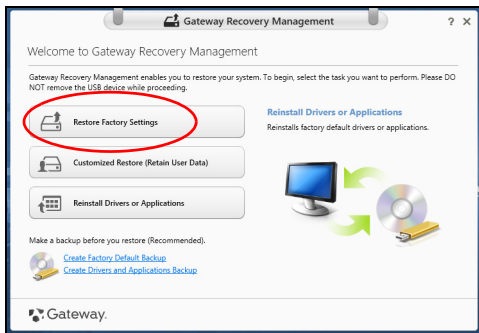 Gateway Recovery Management
? X
Welcome to Gateway Recovery Management
Gateway Recovery Management enables you to restore your system. To begin, select the task you want to perform. Please DO
NOT remove the USB device while proceeding.
Restore Factory Settings
Customized Restore (Retain User Data)
Reinstall Drivers or Applications
Reinstall Drivers or Applications
Reinstalls factory default drivers or applications.
Make a backup before you restore (Recommended).
Create Factory Default Backup
Create Drivers and Applications Backup
Gateway.